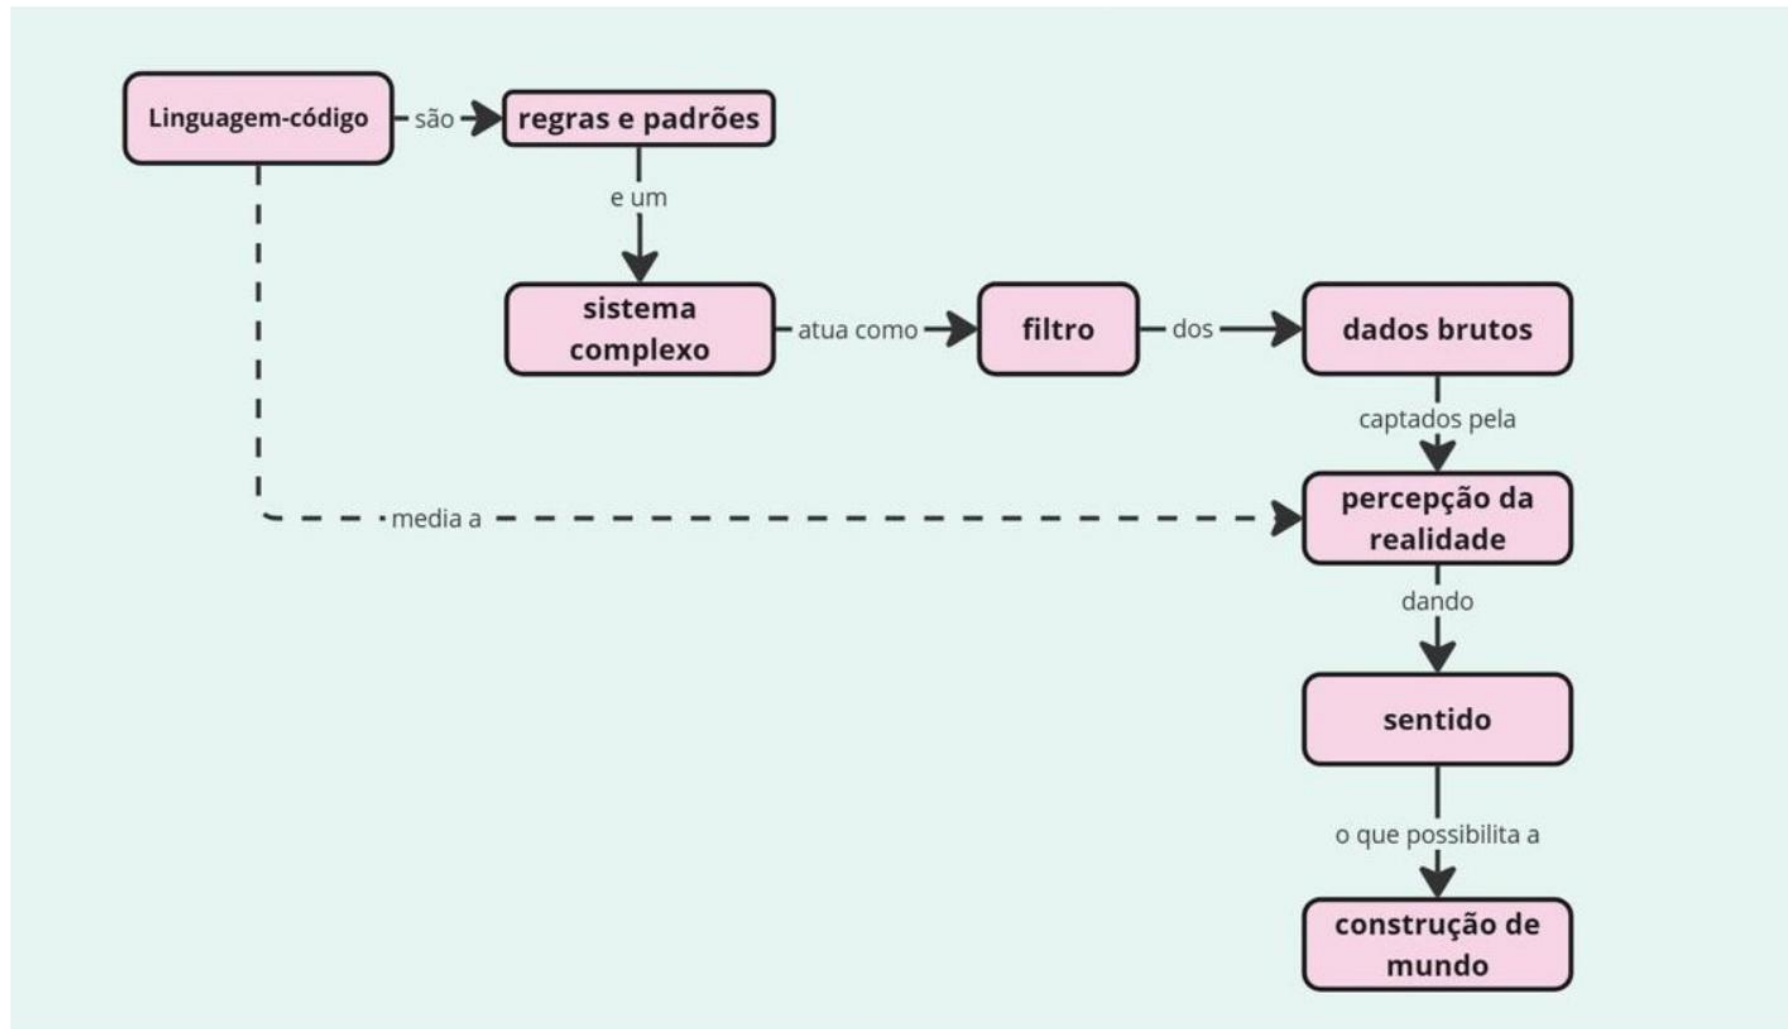 Linguagem-código
são
regras e padrões
e um
sistema
complexo
atua como
filtro
dos
dados brutos
captados pela
percepção da
realidade
media a
dando
sentido
o que possibilita a
construção de
mundo